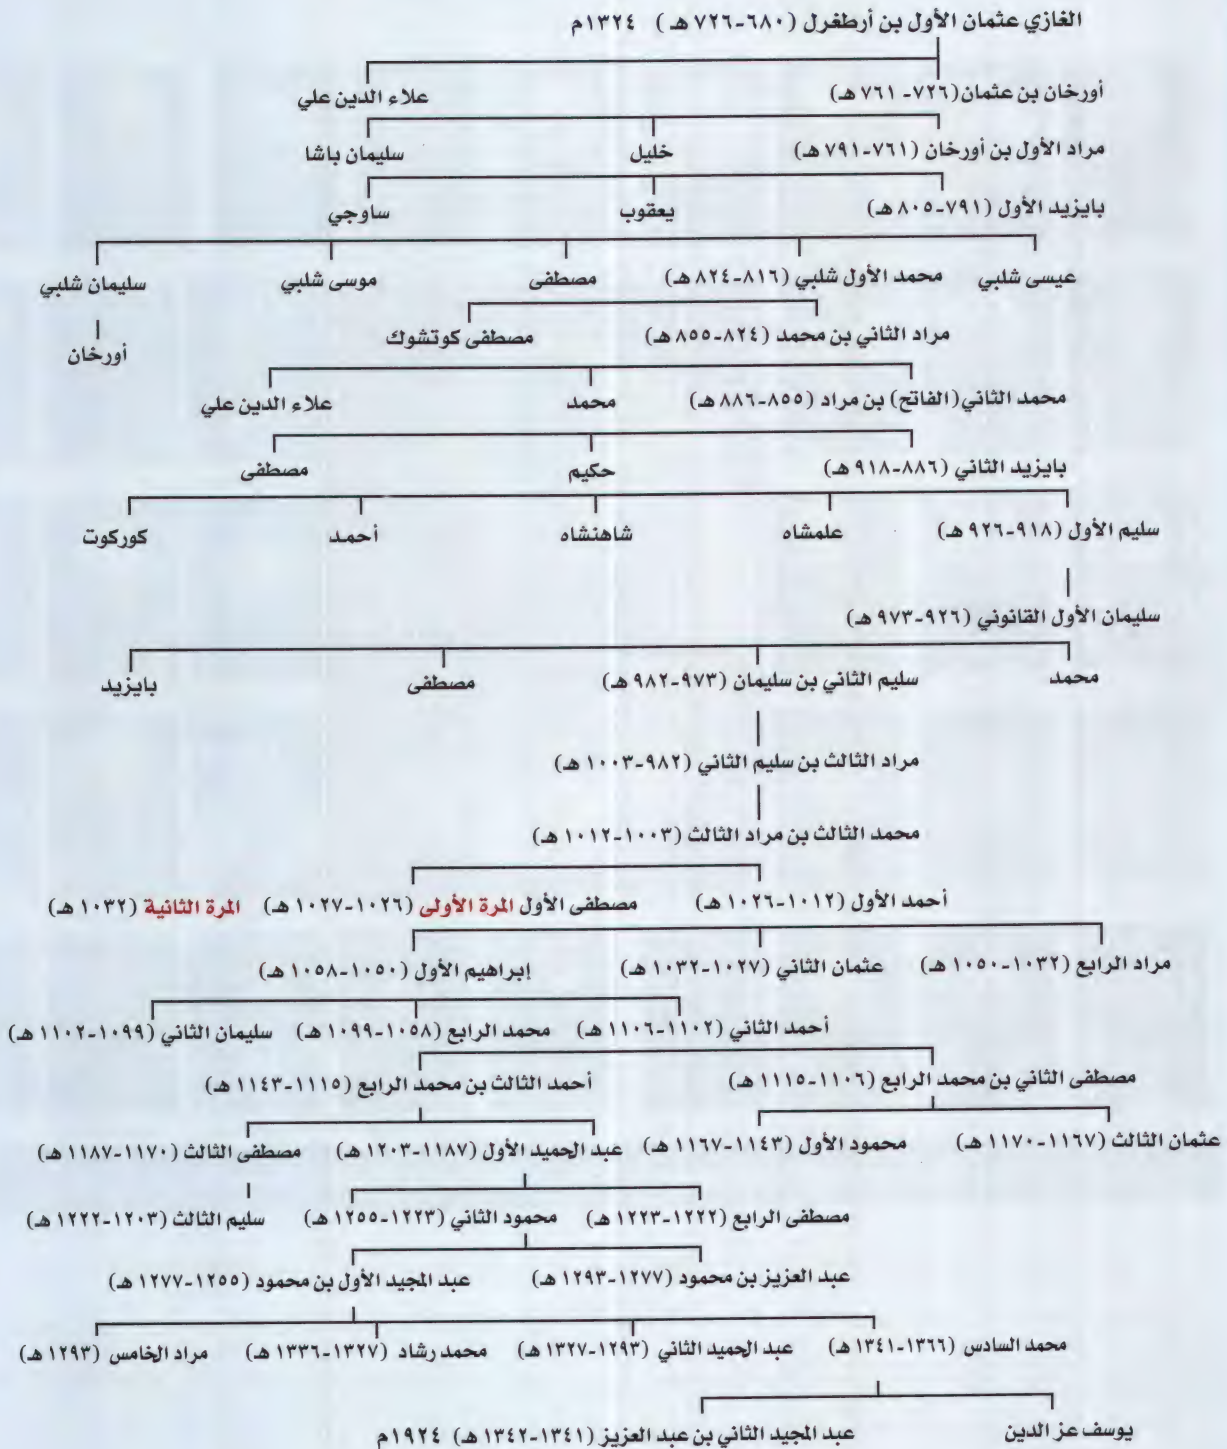 الغازي عثمان الأول بن أرطغرل (٦٨٠-٧٢٦ هـ) ١٣٢٤م
أورخان بن عثمان (٧٢٦- ٧٦١ هـ) علاء الدين علي
مراد الأول بن أورخان (٧٦١-٧٩١ هـ) خليل سليمان باشا
بايزيد الأول (٧٩١-٨٠٥ هـ) يعقوب ساوجي
عيسى شلبي محمد الأول شلبي (٨١٦-٨٢٤ هـ) مصطفى موسى شلبي سليمان شلبي
مراد الثاني بن محمد (٨٢٤-٨٥٥ هـ) مصطفى كوتشوك أورخان
محمد الثاني (الفاتح) بن مراد (٨٥٥-٨٨٦ هـ) محمد علاء الدين علي
بايزيد الثاني (٨٨٦-٩١٨ هـ) حكيم مصطفى
سليم الأول (٩١٨-٩٢٦ هـ) علمشاه شاهنشاه أحمد كوركوت
سليمان الأول القانوني (٩٢٦-٩٧٣ هـ)
محمد سليم الثاني بن سليمان (٩٧٣-٩٨٢ هـ) مصطفى بايزيد
مراد الثالث بن سليم الثاني (٩٨٢-١٠٠٣ هـ)
محمد الثالث بن مراد الثالث (١٠٠٣-١٠١٢ هـ)
أحمد الأول (١٠١٢-١٠٢٦ هـ) مصطفى الأول المرة الأولى (١٠٢٦-١٠٢٧ هـ) المرة الثانية (١٠٣٢ هـ)
مراد الرابع (١٠٣٢-١٠٥٠ هـ) عثمان الثاني (١٠٢٧-١٠٣٢ هـ) إبراهيم الأول (١٠٥٠-١٠٥٨ هـ)
أحمد الثاني (١١٠٢-١١٠٦ هـ) محمد الرابع (١٠٥٨-١٠٩٩ هـ) سليمان الثاني (١٠٩٩-١١٠٢ هـ)
مصطفى الثاني بن محمد الرابع (١١٠٦-١١١٥ هـ) أحمد الثالث بن محمد الرابع (١١١٥-١١٤٣ هـ)
عثمان الثالث (١١٦٧-١١٧٠ هـ) محمود الأول (١١٤٣-١١٦٧ هـ) عبد الحميد الأول (١١٨٧-١٢٠٣ هـ) مصطفى الثالث (١١٧٠-١١٨٧ هـ)
مصطفى الرابع (١٢٢٢-١٢٢٣ هـ) محمود الثاني (١٢٢٣-١٢٥٥ هـ) سليم الثالث (١٢٠٣-١٢٢٢ هـ)
عبد العزيز بن محمود (١٢٧٧-١٢٩٣ هـ) عبد المجيد الأول بن محمود (١٢٥٥-١٢٧٧ هـ)
محمد السادس (١٣٦٦-١٣٤١ هـ) عبد الحميد الثاني (١٢٩٣-١٣٢٧ هـ) محمد رشاد (١٣٢٧-١٣٣٦ هـ) مراد الخامس (١٢٩٣ هـ)
يوسف عز الدين عبد المجيد الثاني بن عبد العزيز (١٣٤١-١٣٤٢ هـ) ١٩٢٤م